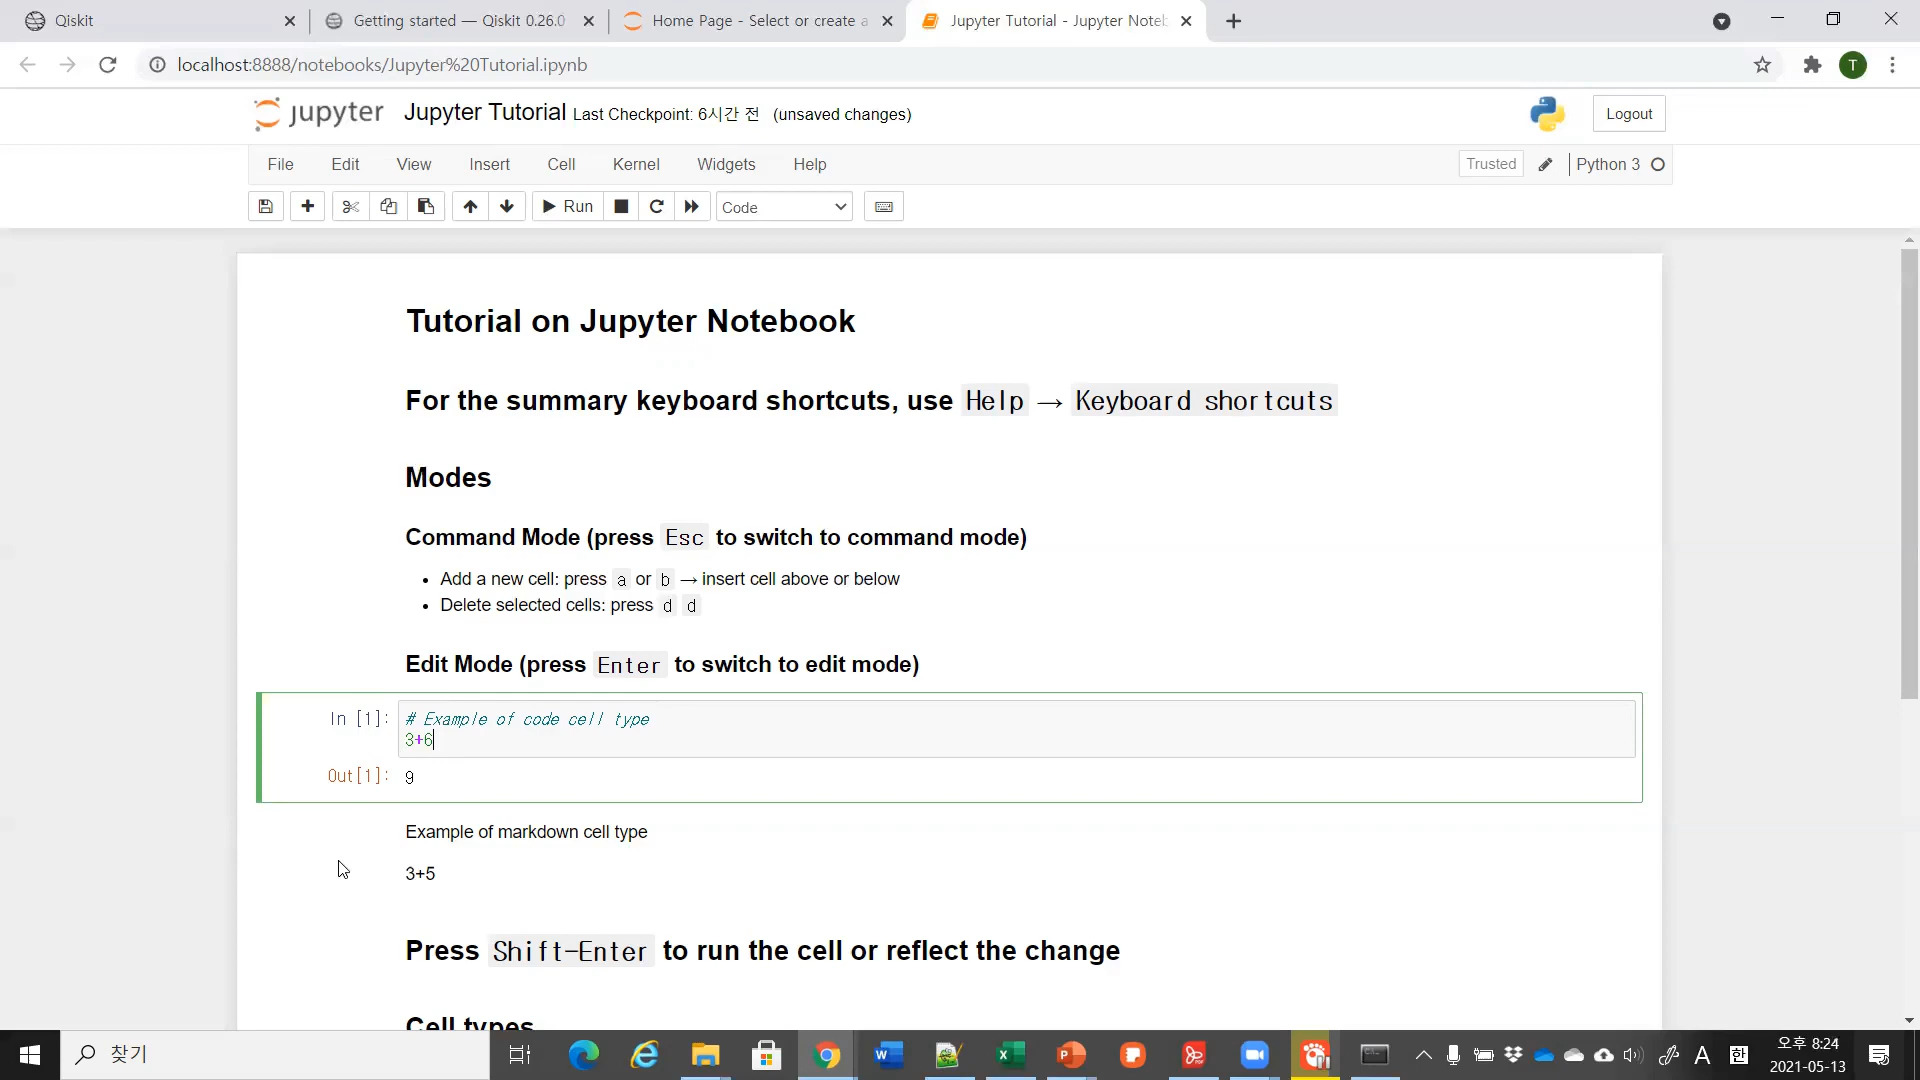 Qiskit
Getting started — Qiskit 0.26.0
Home Page - Select or create a
Jupyter Tutorial - Jupyter Noteb
localhost:8888/notebooks/Jupyter%20Tutorial.ipynb
T
jupyter Jupyter Tutorial Last Checkpoint: 6시간 전 (unsaved changes)
Logout
File Edit View Insert Cell Kernel Widgets Help
Trusted Python 3
Run Code
Tutorial on Jupyter Notebook
For the summary keyboard shortcuts, use Help → Keyboard shortcuts
Modes
Command Mode (press Esc to switch to command mode)
• Add a new cell: press a or b → insert cell above or below
• Delete selected cells: press d d
Edit Mode (press Enter to switch to edit mode)
In [1]: # Example of code cell type
3+6
Out[1]: 9
Example of markdown cell type
3+5
Press Shift-Enter to run the cell or reflect the change
Cell types
찾기
A 한
오후 8:24
2021-05-13